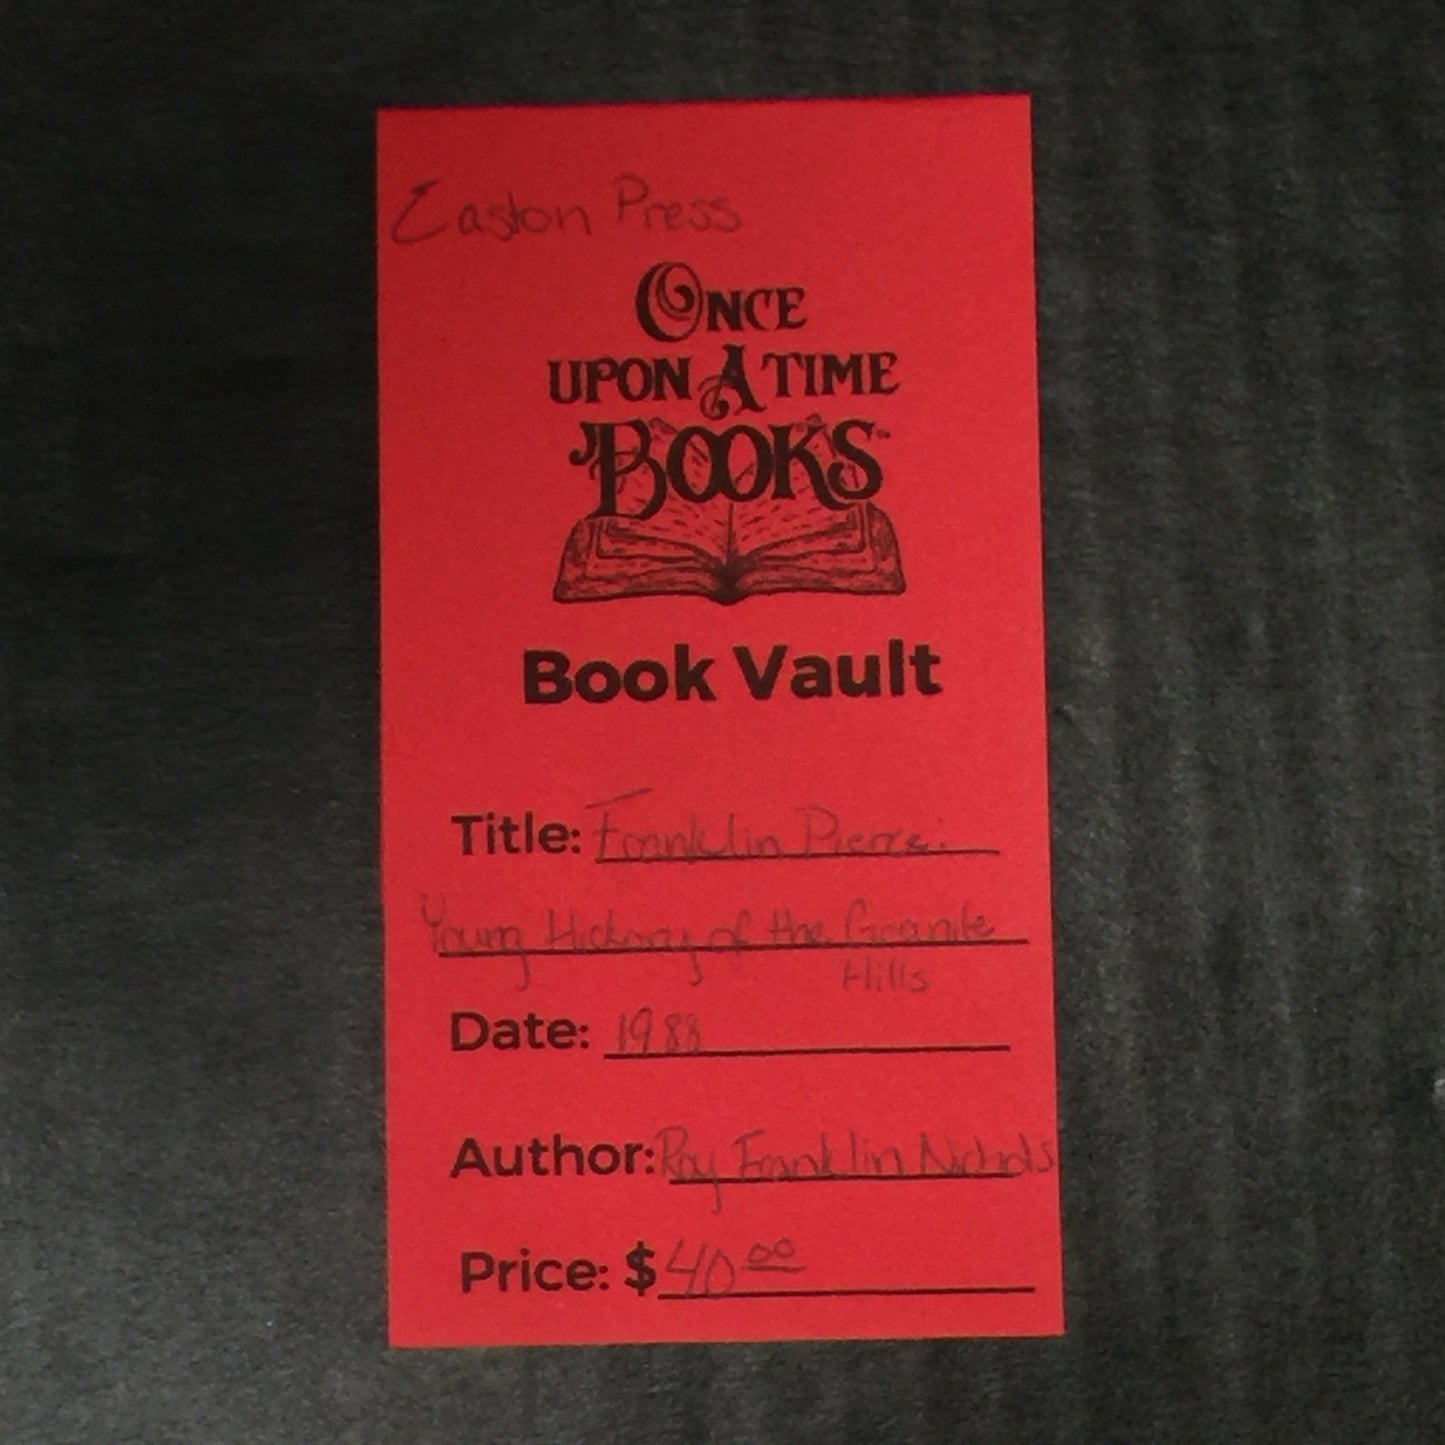 Easton Press
ONCE
UPON A TIME
BOOKS™
Book Vault
Title: Franklin Pierce:
Young Hickory of the Granite
Hills
Date: 1988
Author: Roy Franklin Nichols
Price: $40.00